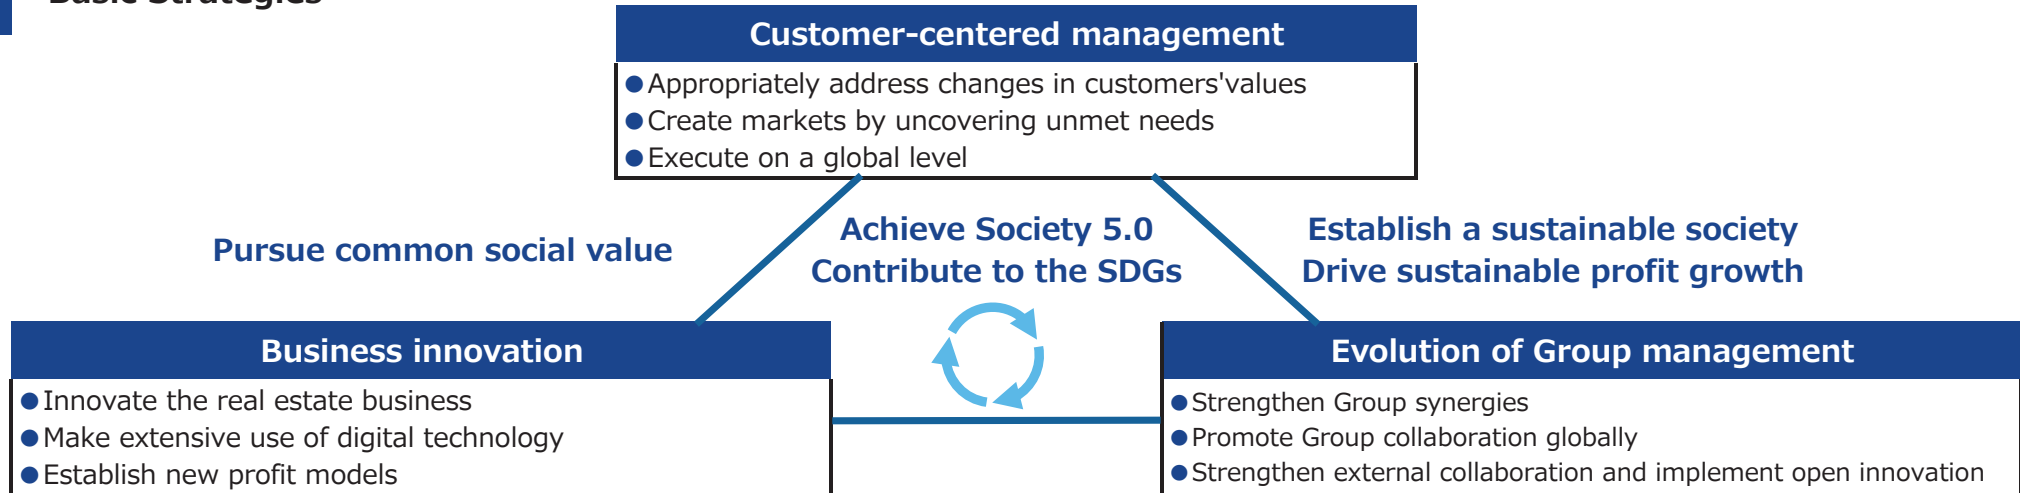 Basic Strategies
Customer-centered management
●Appropriately address changes in customers'values
●Create markets by uncovering unmet needs
●Execute on a global level
Pursue common social value
Achieve Society 5.0
Contribute to the SDGs
Establish a sustainable society
Drive sustainable profit growth
Business innovation
●Innovate the real estate business
●Make extensive use of digital technology
●Establish new profit models
Evolution of Group management
●Strengthen Group synergies
●Promote Group collaboration globally
●Strengthen external collaboration and implement open innovation